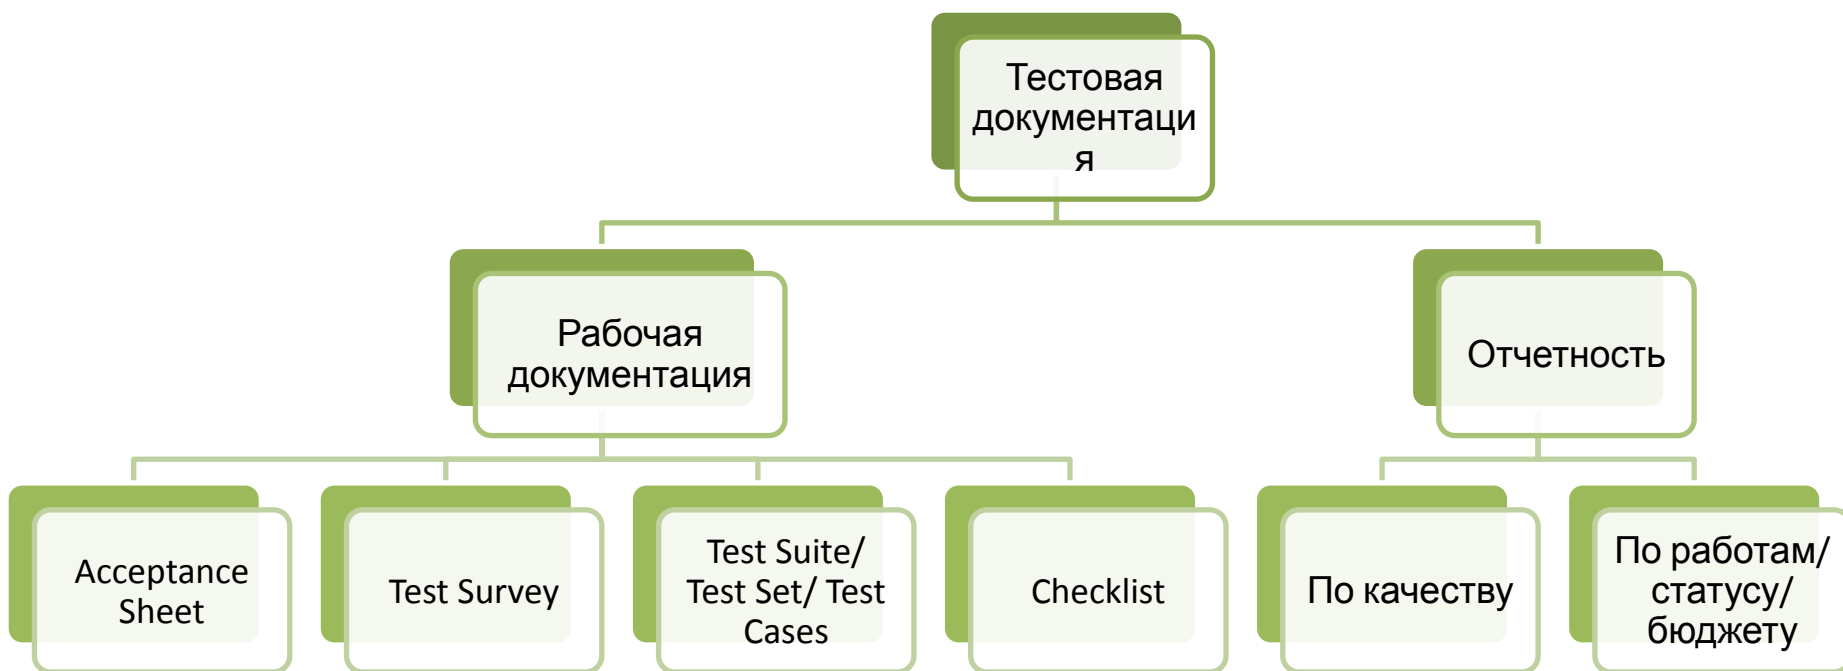 Тестовая
документаци
я
Рабочая
документация
Отчетность
Acceptance
Sheet
Test Survey
Test Suite/
Test Set/ Test
Cases
Checklist
По качеству
По работам/
статусу/
бюджету